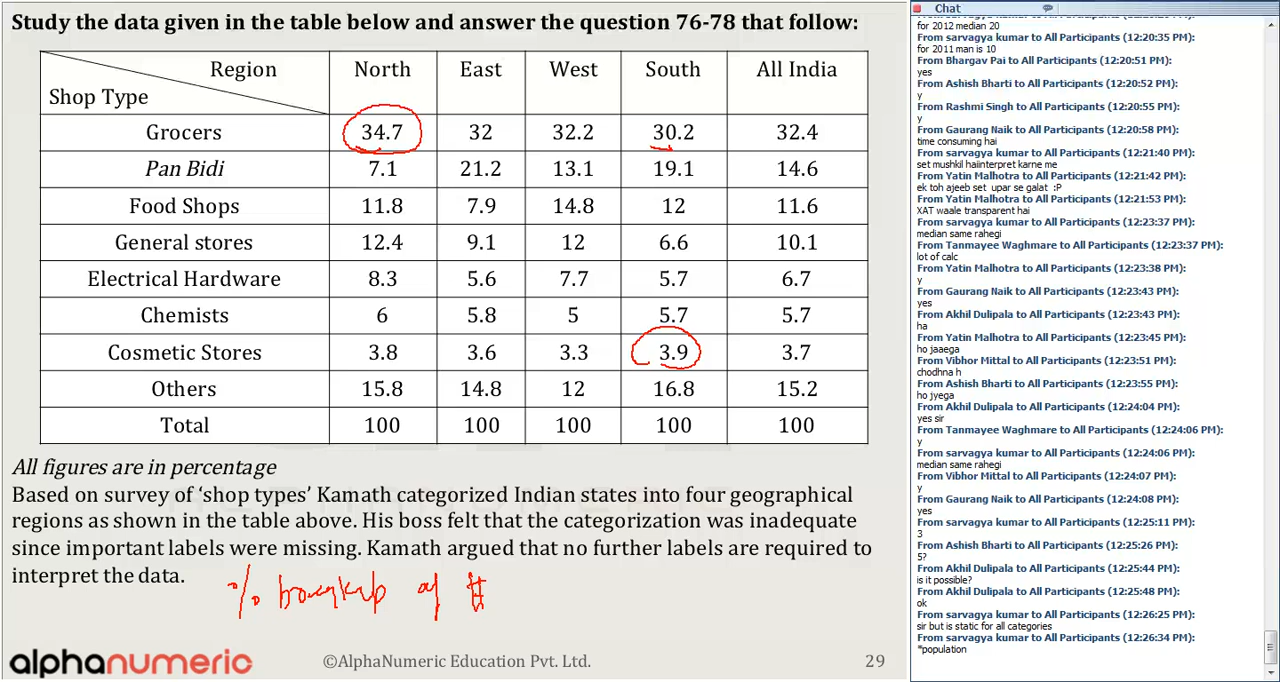 Study the data given in the table below and answer the question 76-78 that follow:
Region
Shop Type
North East West South All India
Grocers 34.7 32 32.2 30.2 32.4
Pan Bidi 7.1 21.2 13.1 19.1 14.6
Food Shops 11.8 7.9 14.8 12 11.6
General stores 12.4 9.1 12 6.6 10.1
Electrical Hardware 8.3 5.6 7.7 5.7 6.7
Chemists 6 5.8 5 5.7 5.7
Cosmetic Stores 3.8 3.6 3.3 3.9 3.7
Others 15.8 14.8 12 16.8 15.2
Total 100 100 100 100 100
All figures are in percentage
Based on survey of ‘shop types’ Kamath categorized Indian states into four geographical
regions as shown in the table above. His boss felt that the categorization was inadequate
since important labels were missing. Kamath argued that no further labels are required to
interpret the data.
% breakup of #
alphanumeric
©AlphaNumeric Education Pvt. Ltd.
29
Chat
for 2012 median 20
From sarvagya kumar to All Participants (12:20:35 PM):
for 2011 man is 10
From Bhargav Pai to All Participants (12:20:51 PM):
yes
From Ashish Bharti to All Participants (12:20:52 PM):
y
From Rashmi Singh to All Participants (12:20:55 PM):
y
From Gaurang Naik to All Participants (12:20:58 PM):
time consuming hai
From sarvagya kumar to All Participants (12:21:40 PM):
set mushkil haiinterpret karne me
From Yatin Malhotra to All Participants (12:21:42 PM):
ek toh ajeeb set upar se galat :P
From Yatin Malhotra to All Participants (12:21:53 PM):
XAT waale transparent hai
From sarvagya kumar to All Participants (12:23:37 PM):
median same rahegi
From Tanmayee Waghmare to All Participants (12:23:37 PM):
lot of calc
From Yatin Malhotra to All Participants (12:23:38 PM):
y
From Gaurang Naik to All Participants (12:23:43 PM):
yes
From Akhil Dulipala to All Participants (12:23:43 PM):
ha
From Yatin Malhotra to All Participants (12:23:45 PM):
ho jaaega
From Vibhor Mittal to All Participants (12:23:51 PM):
chodhna h
From Ashish Bharti to All Participants (12:23:55 PM):
ho jyega
From Akhil Dulipala to All Participants (12:24:04 PM):
yes sir
From Tanmayee Waghmare to All Participants (12:24:06 PM):
y
From sarvagya kumar to All Participants (12:24:06 PM):
median same rahegi
From Vibhor Mittal to All Participants (12:24:07 PM):
y
From Gaurang Naik to All Participants (12:24:08 PM):
yes
From sarvagya kumar to All Participants (12:25:11 PM):
3
From Ashish Bharti to All Participants (12:25:26 PM):
5?
From Akhil Dulipala to All Participants (12:25:44 PM):
is it possible?
From Akhil Dulipala to All Participants (12:25:48 PM):
ok
From sarvagya kumar to All Participants (12:26:25 PM):
sir but is static for all categories
From sarvagya kumar to All Participants (12:26:34 PM):
*population